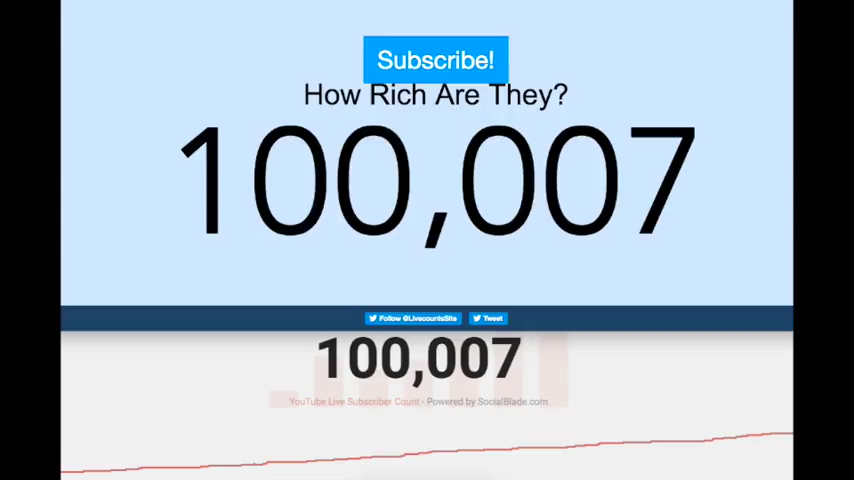 Subscribe!
How Rich Are They?
100,007
Follow @LivecountsSite Tweet
100,007
YouTube Live Subscriber Count - Powered by SocialBlade.com